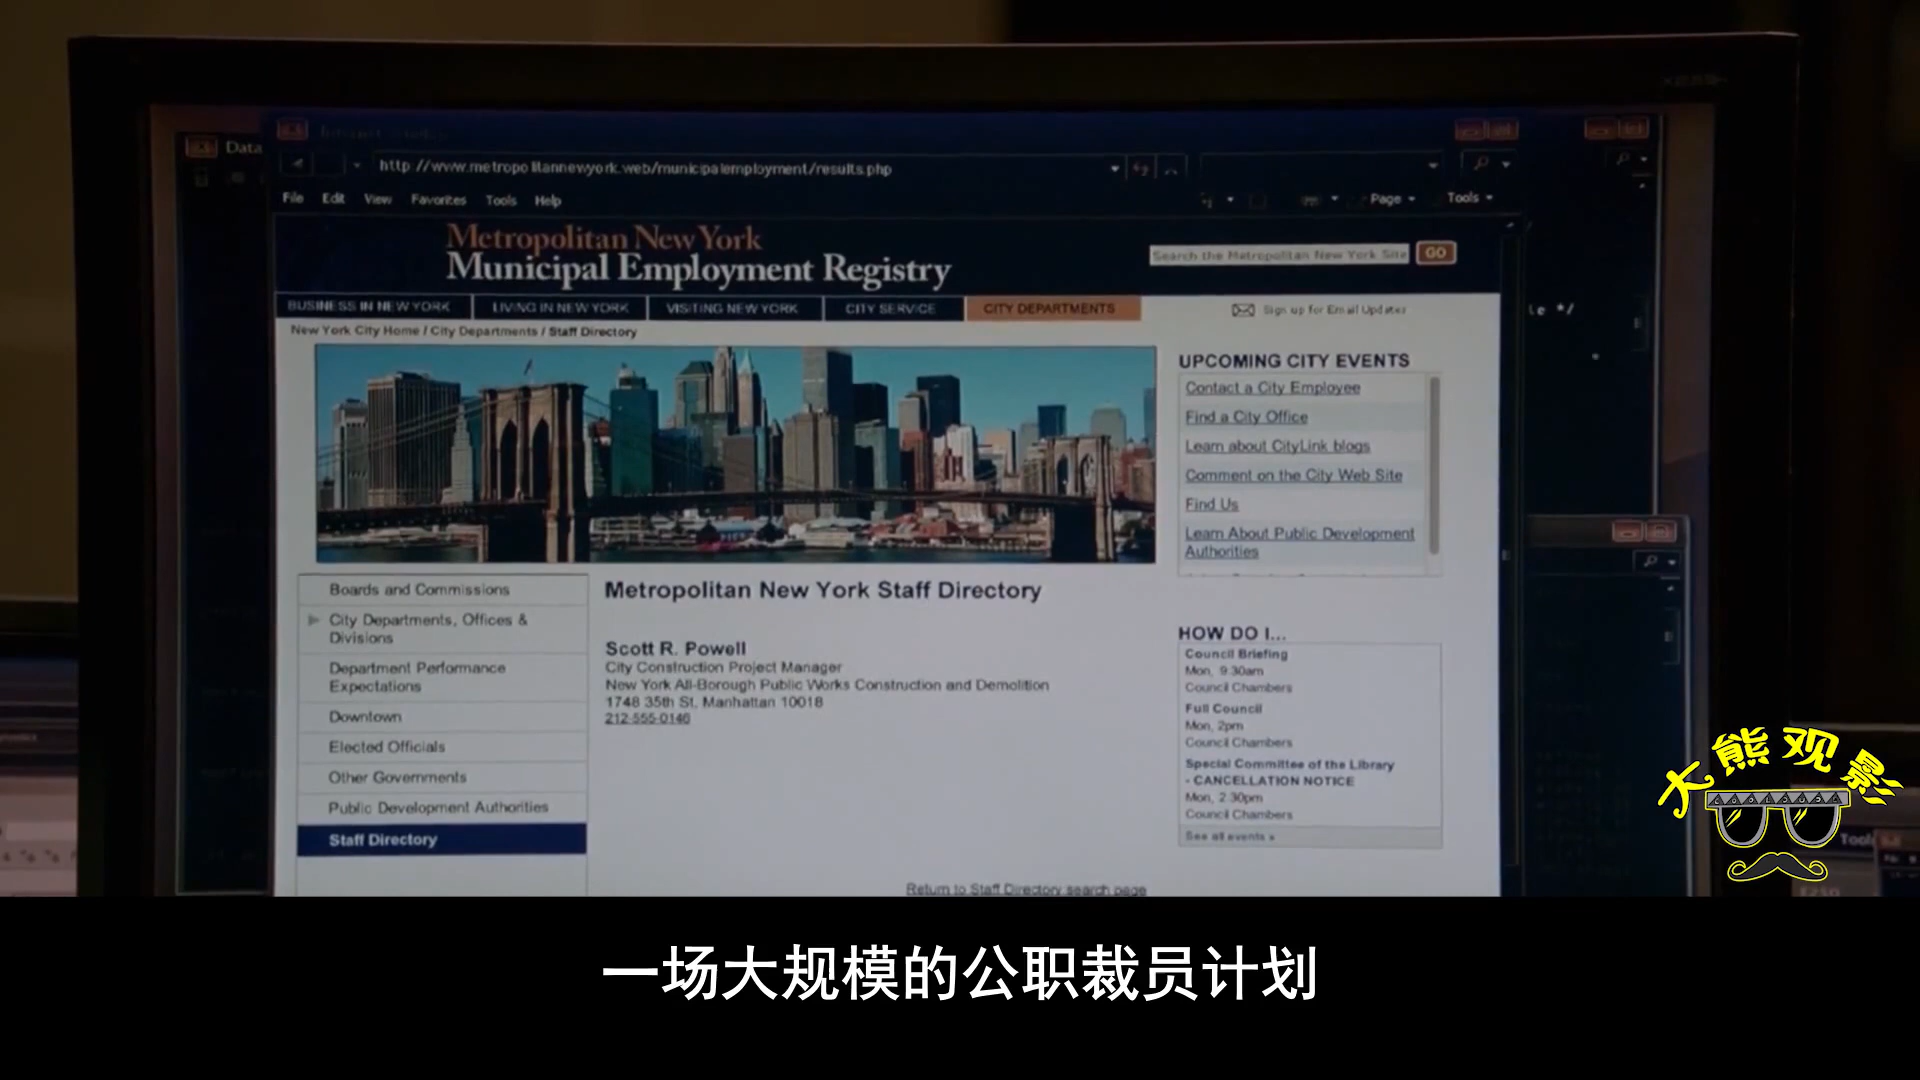 Data
http://www.metropolitannewyork.web/municipalemployment/results.php
File Edit View Favorites Tools Help
Page
Tools
Metropolitan New York
Municipal Employment Registry
Search the Metropolitan New York Site
GO
BUSINESS IN NEW YORK
LIVING IN NEW YORK
VISITING NEW YORK
CITY SERVICE
CITY DEPARTMENTS
Sign up for Email Updates
le */
New York City Home / City Departments / Staff Directory
UPCOMING CITY EVENTS
Contact a City Employee
Find a City Office
Learn about CityLink blogs
Comment on the City Web Site
Find Us
Learn About Public Development
Authorities
Boards and Commissions
City Departments, Offices &
Divisions
Department Performance
Expectations
Downtown
Elected Officials
Other Governments
Public Development Authorities
Staff Directory
Metropolitan New York Staff Directory
Scott R. Powell
City Construction Project Manager
New York All-Borough Public Works Construction and Demolition
1748 35th St, Manhattan 10018
212-555-0146
HOW DO I...
Council Briefing
Mon, 9:30am
Council Chambers
Full Council
Mon, 2pm
Council Chambers
Special Committee of the Library
- CANCELLATION NOTICE
Mon, 2:30pm
Council Chambers
See all events »
Return to Staff Directory search page
大熊观影
一场大规模的公职裁员计划